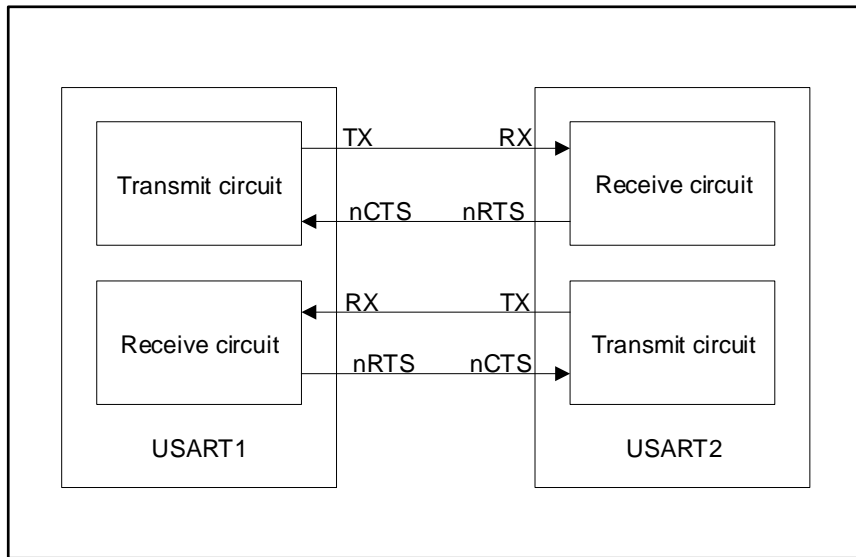 TX RX
Transmit circuit Receive circuit
nCTS nRTS
RX TX
Receive circuit Transmit circuit
nRTS nCTS
USART1 USART2